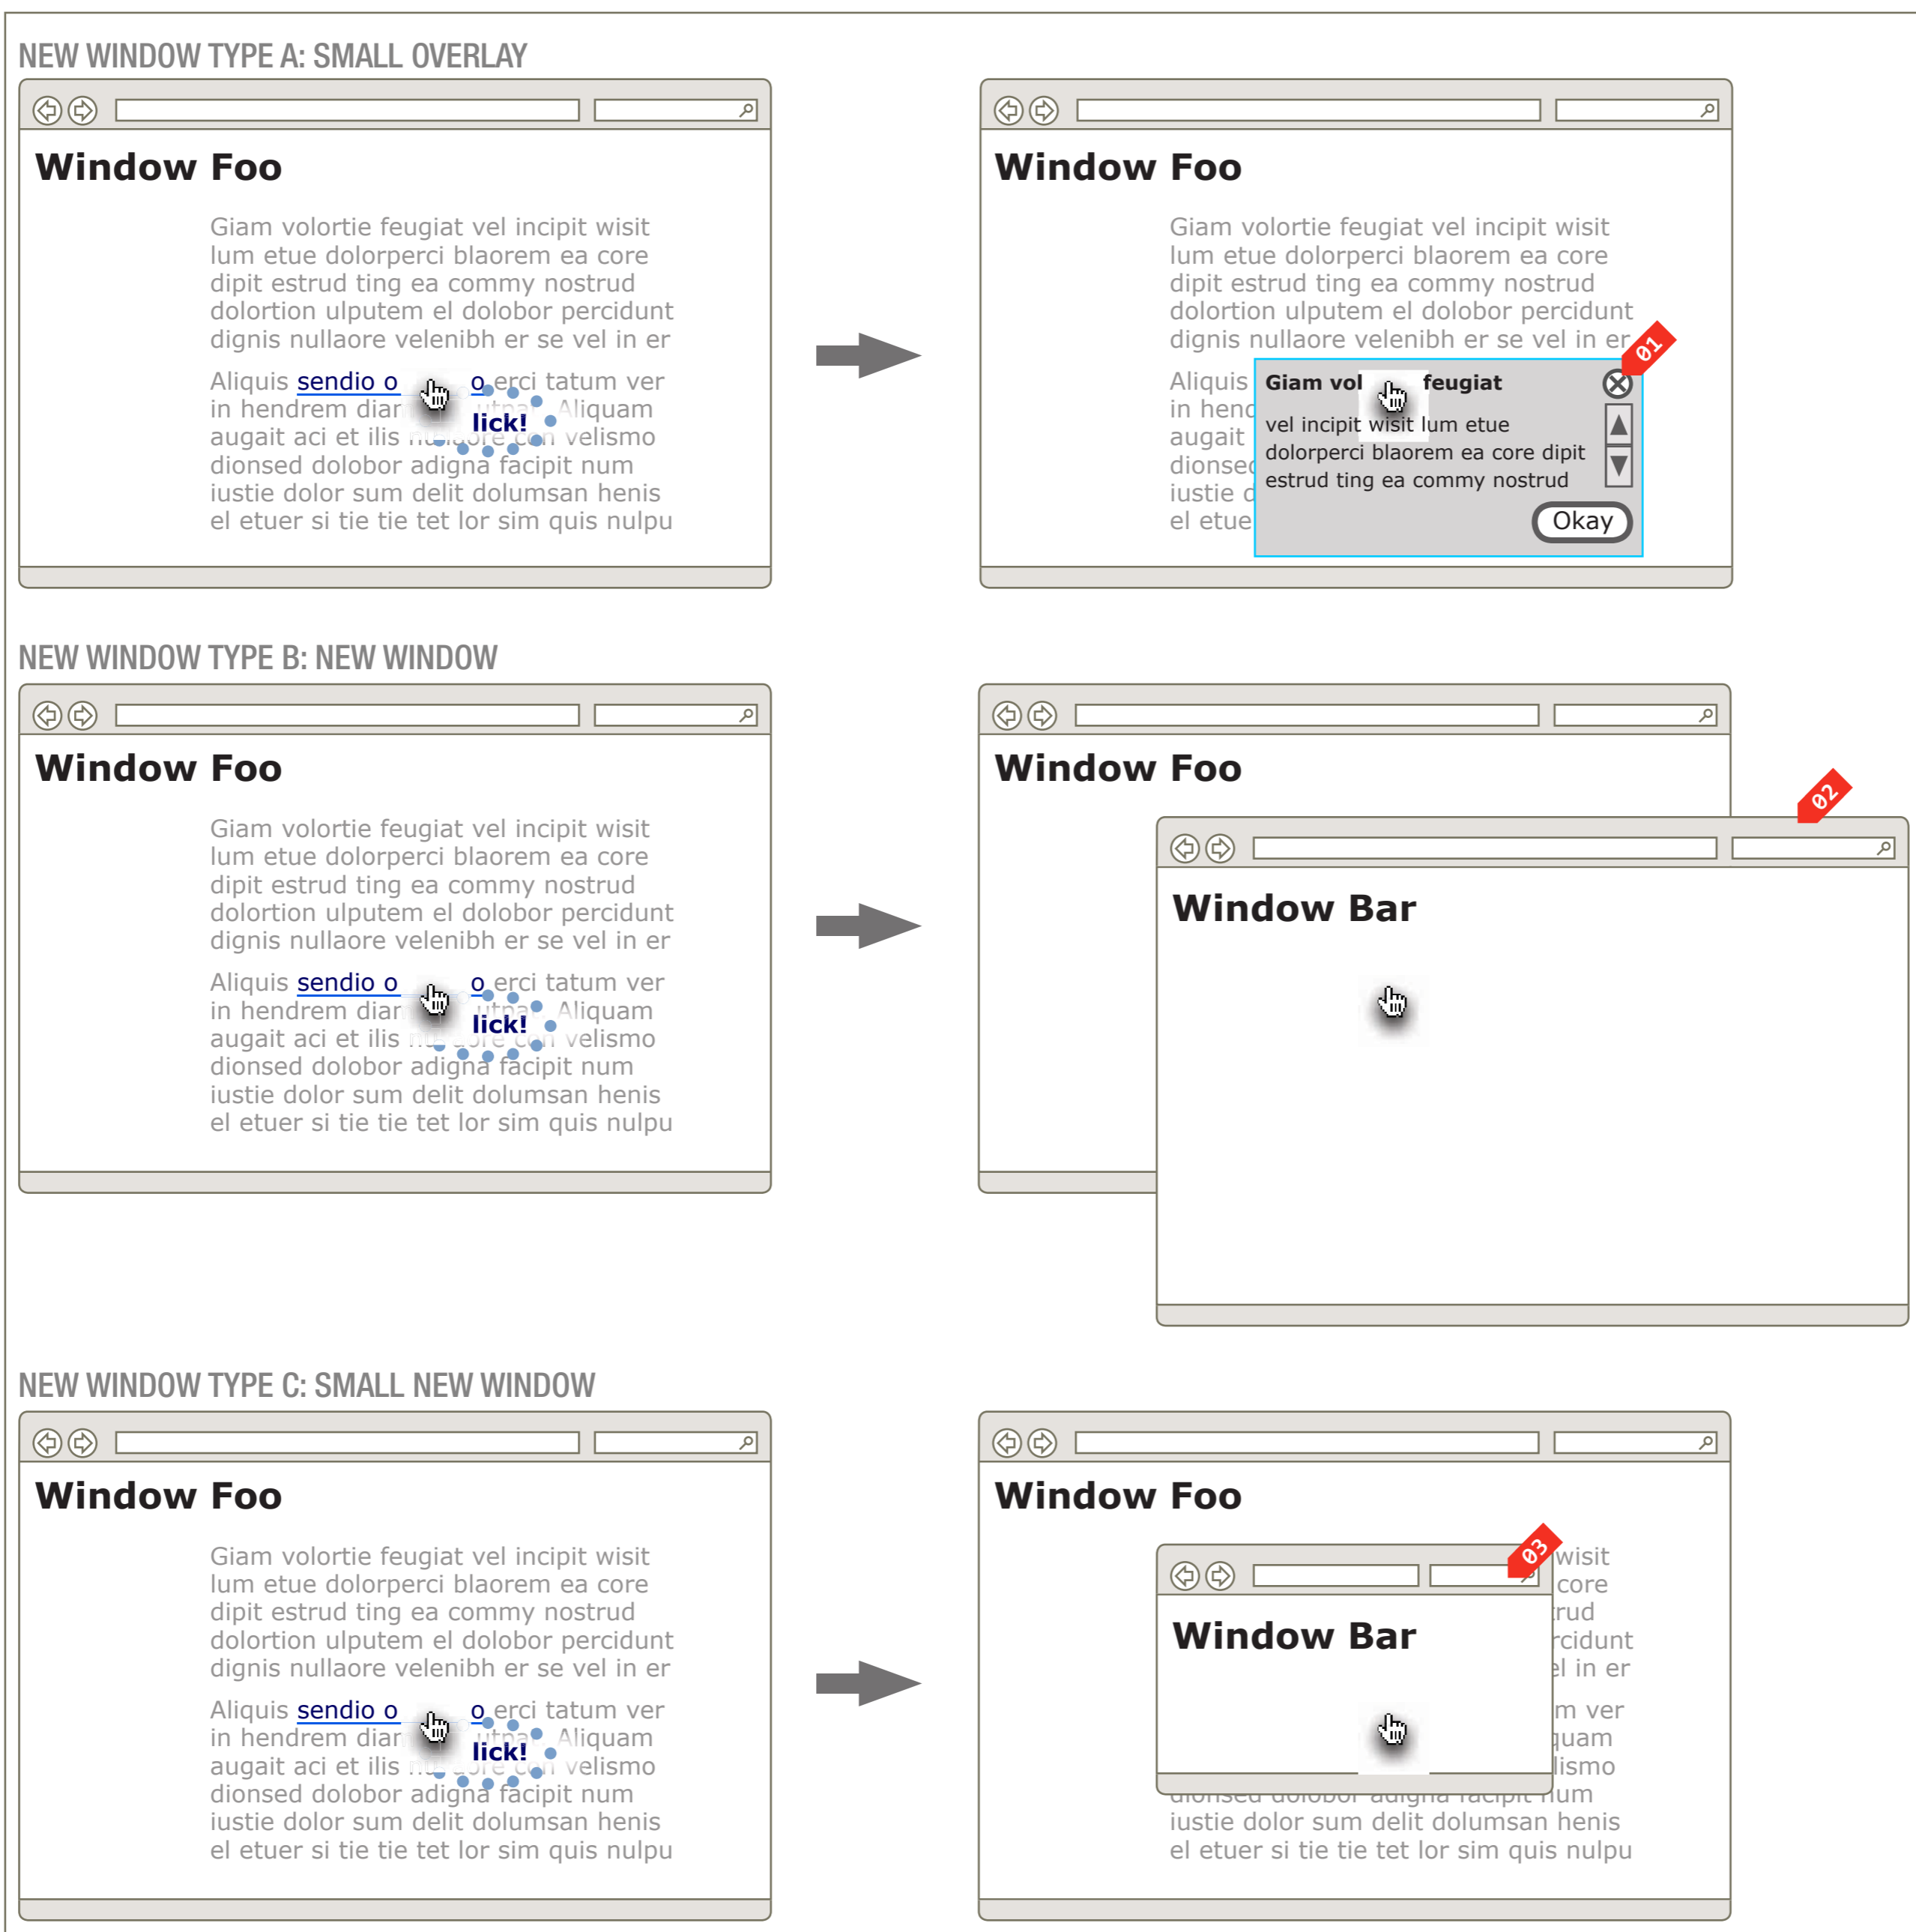 NEW WINDOW TYPE A: SMALL OVERLAY
Window Foo
Giam volortie feugiat vel incipit wisit
lum etue dolorperci blaorem ea core
dipit estrud ting ea commy nostrud
dolortion ulputem el dolobor percidunt
dignis nullaore velenibh er se vel in er
Aliquis sendio o o erci tatum ver
in hendrem diam Aliquam
augait aci et ilis con velismo
lick!
dionsed dolobor adigna facipit num
iustie dolor sum delit dolumsan henis
el etuer si tie tie tet lor sim quis nulpu
Window Foo
Giam volortie feugiat vel incipit wisit
lum etue dolorperci blaorem ea core
dipit estrud ting ea commy nostrud
dolortion ulputem el dolobor percidunt
dignis nullaore velenibh er se vel in er
01
Aliquis
in hend
augait
dionsed
iustie d
el etue
Giam vol feugiat
vel incipit wisit lum etue
dolorperci blaorem ea core dipit
estrud ting ea commy nostrud
Okay
NEW WINDOW TYPE B: NEW WINDOW
Window Foo
Giam volortie feugiat vel incipit wisit
lum etue dolorperci blaorem ea core
dipit estrud ting ea commy nostrud
dolortion ulputem el dolobor percidunt
dignis nullaore velenibh er se vel in er
Aliquis sendio o o erci tatum ver
in hendrem diam Aliquam
augait aci et ilis con velismo
lick!
dionsed dolobor adigna facipit num
iustie dolor sum delit dolumsan henis
el etuer si tie tie tet lor sim quis nulpu
Window Foo
02
Window Bar
NEW WINDOW TYPE C: SMALL NEW WINDOW
Window Foo
Giam volortie feugiat vel incipit wisit
lum etue dolorperci blaorem ea core
dipit estrud ting ea commy nostrud
dolortion ulputem el dolobor percidunt
dignis nullaore velenibh er se vel in er
Aliquis sendio o o erci tatum ver
in hendrem diam Aliquam
augait aci et ilis con velismo
lick!
dionsed dolobor adigna facipit num
iustie dolor sum delit dolumsan henis
el etuer si tie tie tet lor sim quis nulpu
Window Foo
03
Window Bar
wisit
core
trud
rcidunt
el in er
m ver
quam
lismo
dionsed dolobor adigna facipit num
iustie dolor sum delit dolumsan henis
el etuer si tie tie tet lor sim quis nulpu